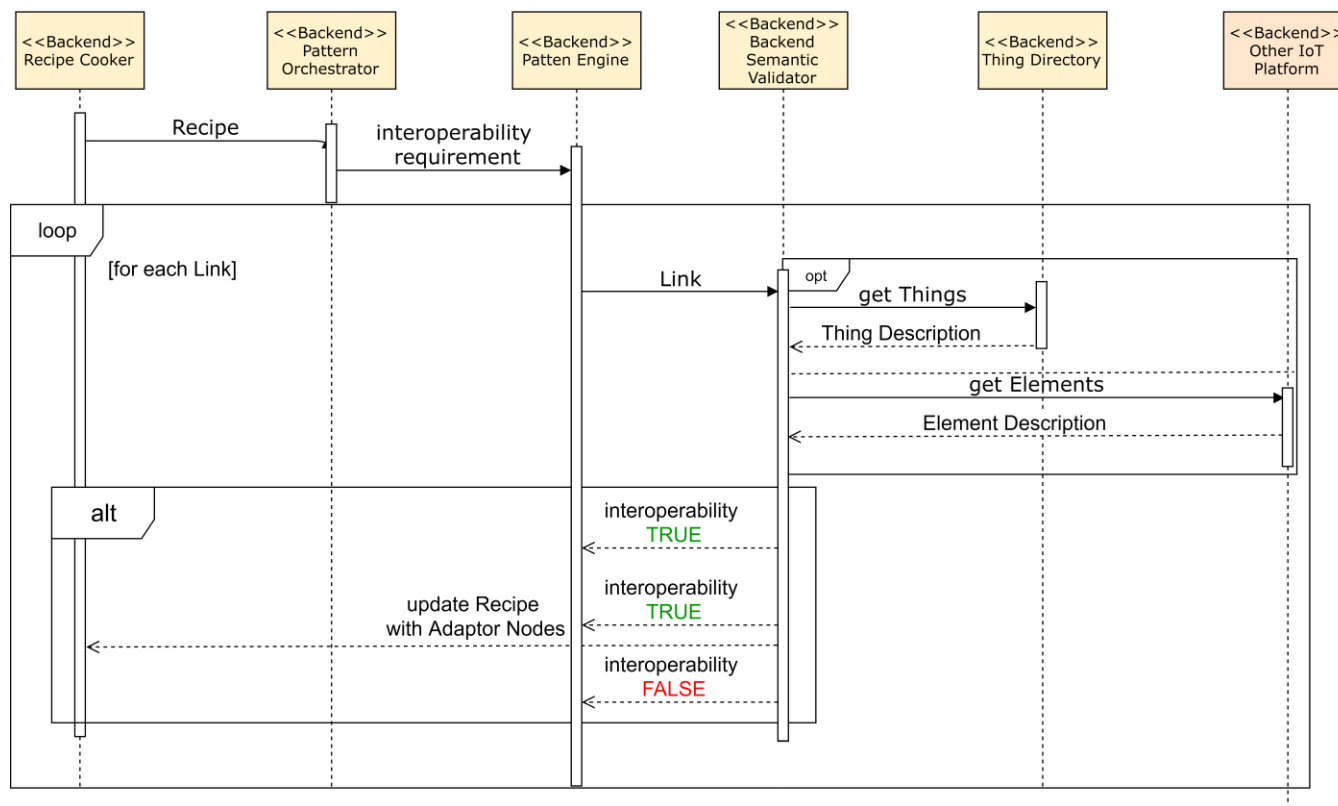 <<Backend>>
Recipe Cooker
<<Backend>>
Pattern
Orchestrator
<<Backend>>
Patten Engine
<<Backend>>
Backend
Semantic
Validator
<<Backend>>
Thing Directory
<<Backend>>
Other IoT
Platform
Recipe
interoperability
requirement
loop
[for each Link]
Link
opt
get Things
Thing Description
get Elements
Element Description
alt
interoperability
TRUE
interoperability
TRUE
update Recipe
with Adaptor Nodes
interoperability
FALSE